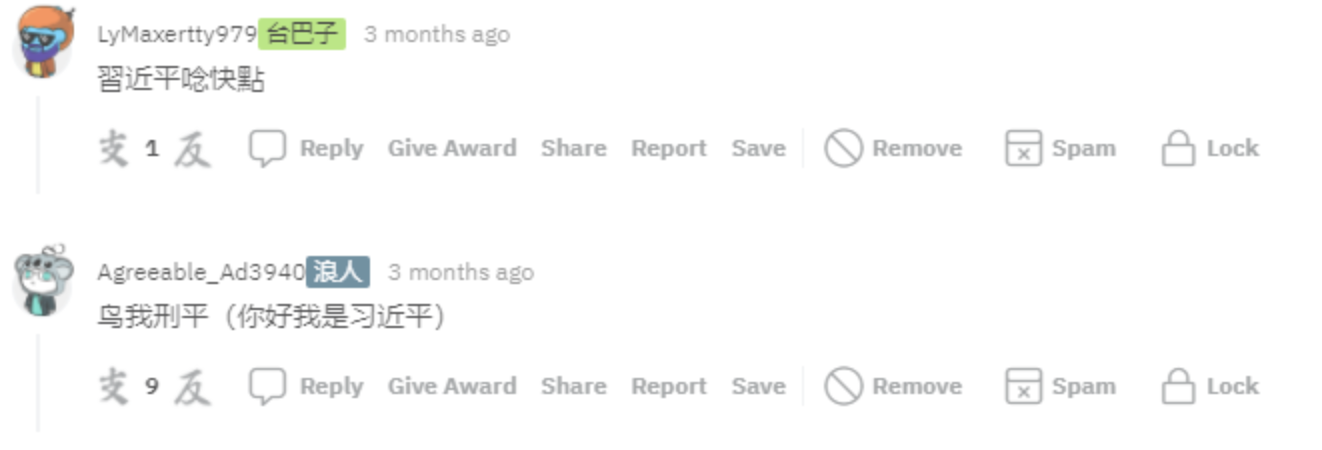 LyMaxertty979 台巴子 3 months ago
習近平唸快點
支 1 反 Reply Give Award Share Report Save Remove Spam Lock
Agreeable_Ad3940 浪人 3 months ago
鸟我刑平（你好我是习近平）
支 9 反 Reply Give Award Share Report Save Remove Spam Lock